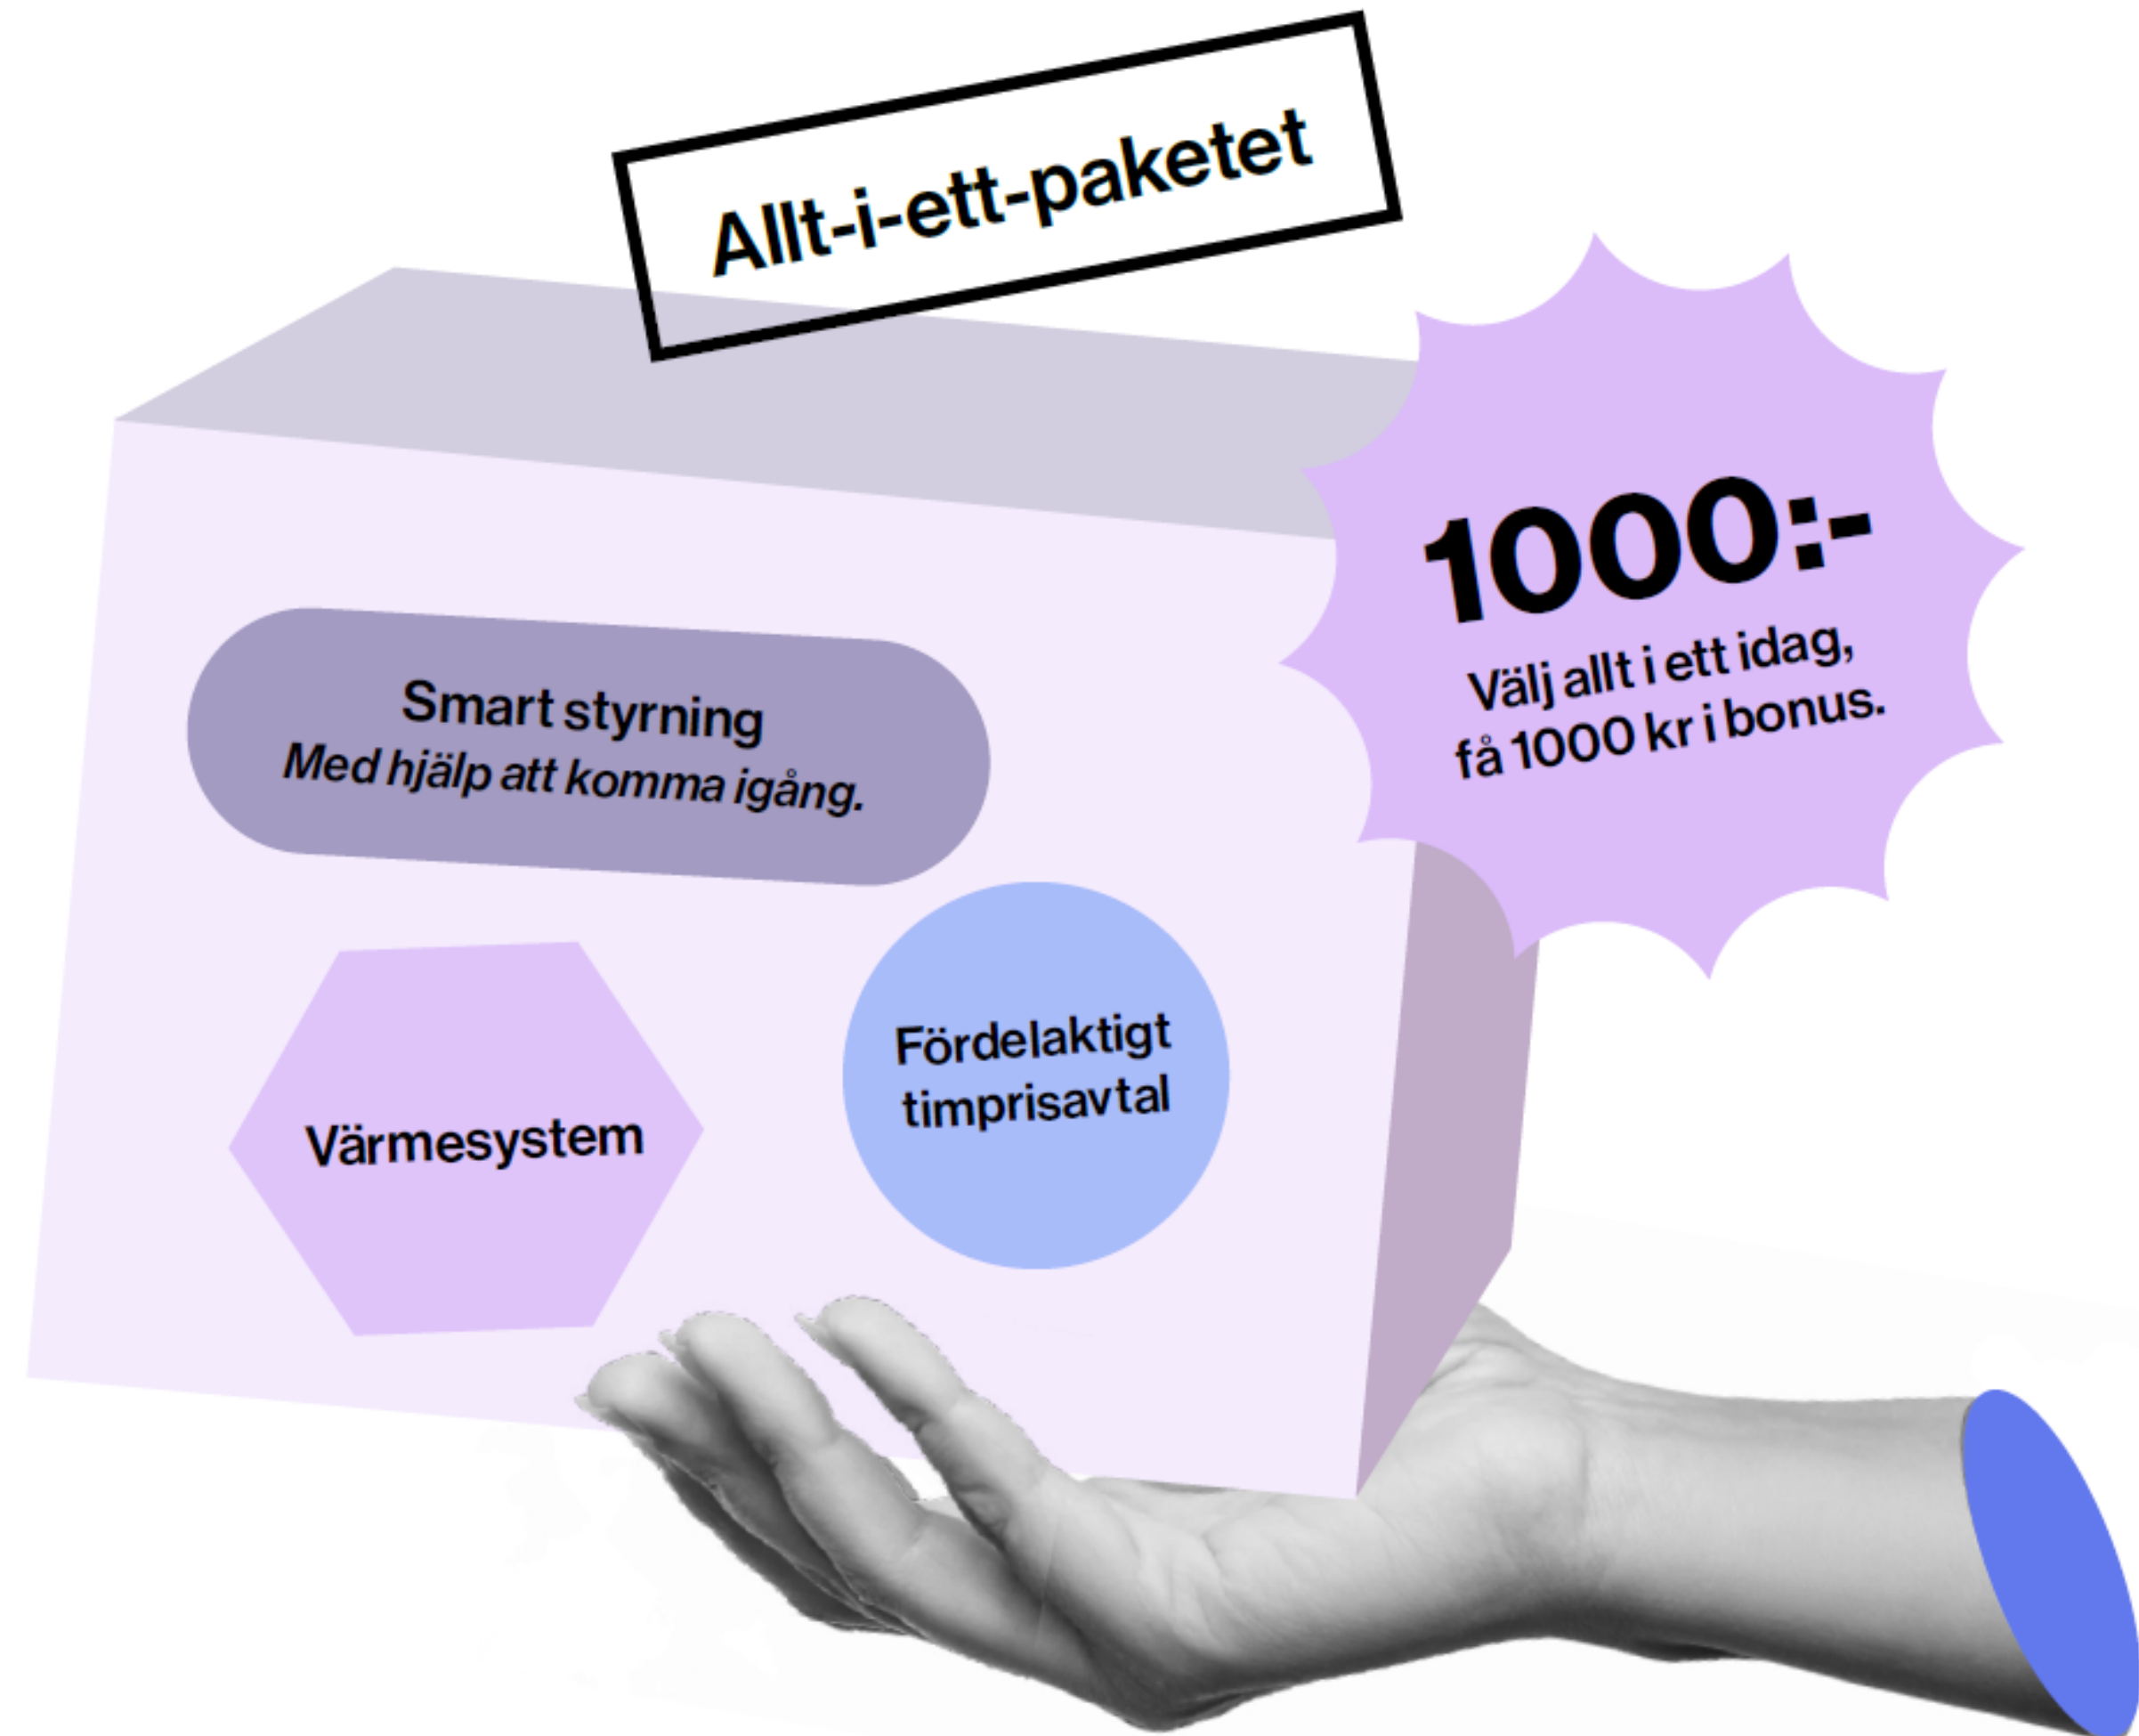 Allt-i-ett-paketet
1000:-
Välj allt i ett idag,
få 1000 kr i bonus.
Smart styrning
Med hjälp att komma igång.
Fördelaktigt
timprisavtal
Värmesystem